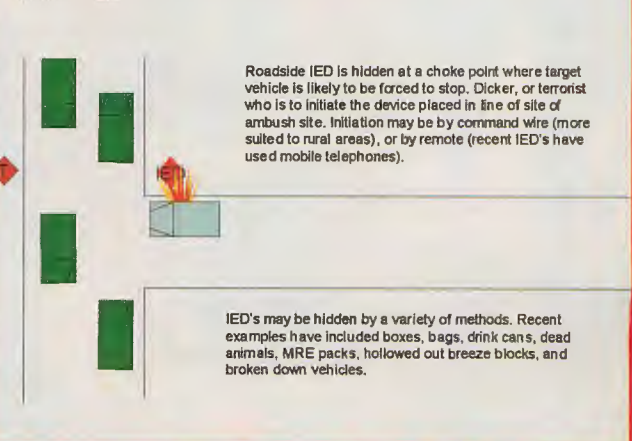 Roadside IED is hidden at a choke point where target
vehicle is likely to be forced to stop. Dicker, or terrorist
who is to initiate the device placed in line of site of
ambush site. Initiation may be by command wire (more
suited to rural areas), or by remote (recent IED's have
used mobile telephones).
T
IED
IED's may be hidden by a variety of methods. Recent
examples have included boxes, bags, drink cans, dead
animals, MRE packs, hollowed out breeze blocks, and
broken down vehicles.